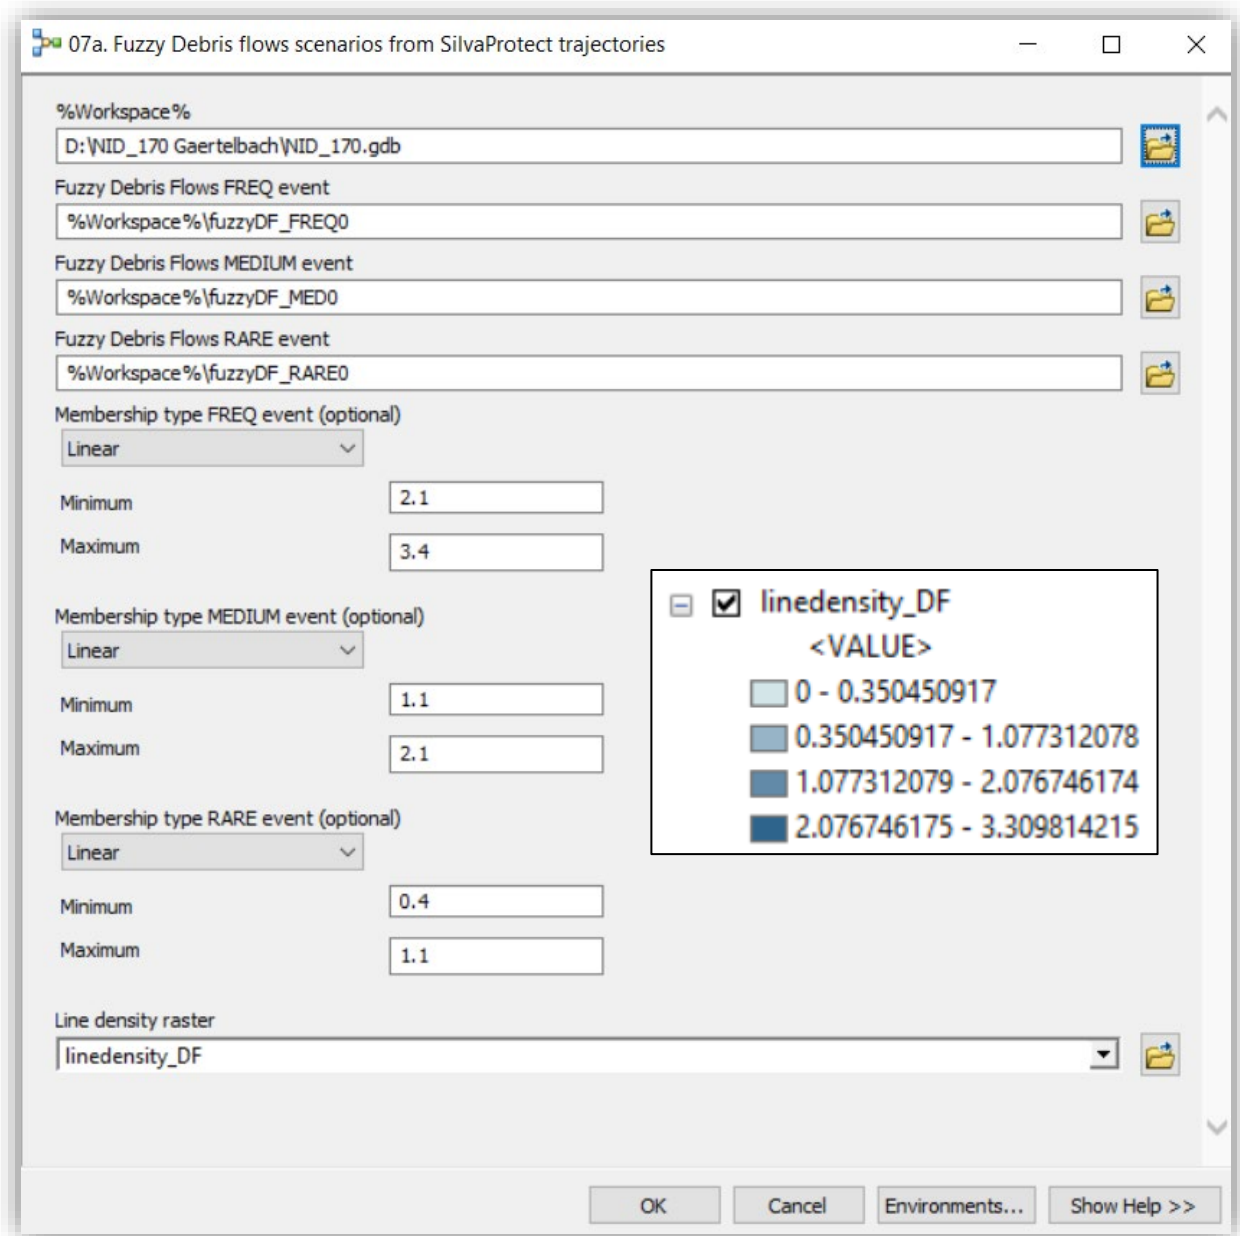 07a. Fuzzy Debris flows scenarios from SilvaProtect trajectories
%Workspace%
D:\NID_170 Gaertelbach\NID_170.gdb
Fuzzy Debris Flows FREQ event
%Workspace%\fuzzyDF_FREQ0
Fuzzy Debris Flows MEDIUM event
%Workspace%\fuzzyDF_MED0
Fuzzy Debris Flows RARE event
%Workspace%\fuzzyDF_RARE0
Membership type FREQ event (optional)
Linear
Minimum 2.1
Maximum 3.4
Membership type MEDIUM event (optional)
Linear
Minimum 1.1
Maximum 2.1
Membership type RARE event (optional)
Linear
Minimum 0.4
Maximum 1.1
linedensity_DF
<VALUE>
0 - 0.350450917
0.350450917 - 1.077312078
1.077312079 - 2.076746174
2.076746175 - 3.309814215
Line density raster
linedensity_DF
OK Cancel Environments... Show Help >>